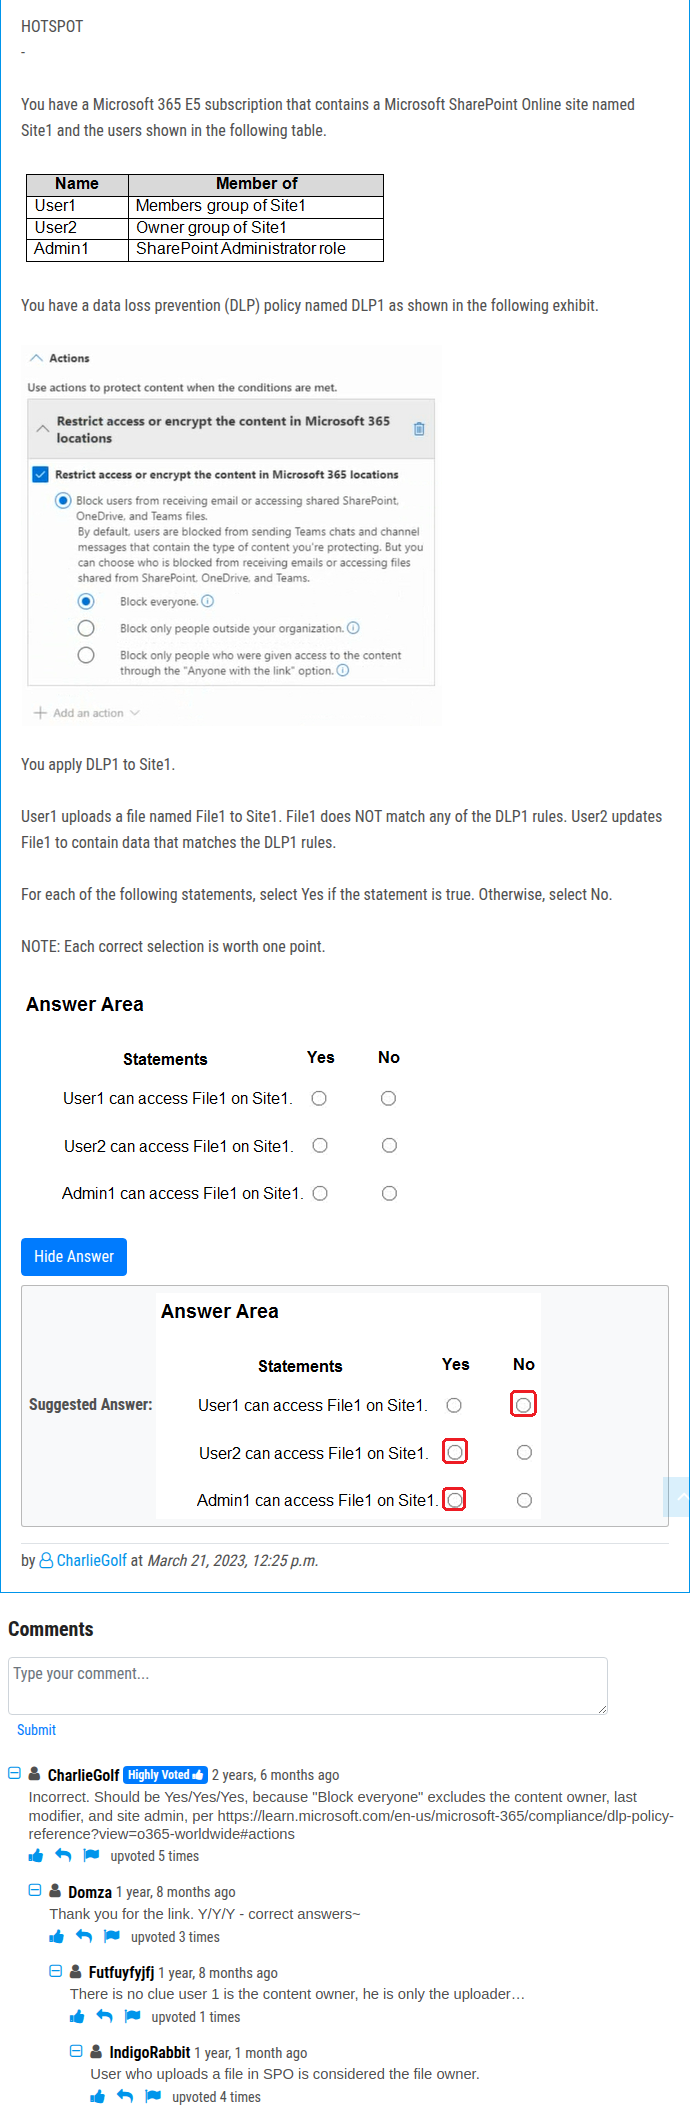 HOTSPOT
-
You have a Microsoft 365 E5 subscription that contains a Microsoft SharePoint Online site named
Site1 and the users shown in the following table.
Name Member of
User1 Members group of Site1
User2 Owner group of Site1
Admin1 SharePoint Administrator role
You have a data loss prevention (DLP) policy named DLP1 as shown in the following exhibit.
Actions
Use actions to protect content when the conditions are met.
Restrict access or encrypt the content in Microsoft 365
locations
Restrict access or encrypt the content in Microsoft 365 locations
Block users from receiving email or accessing shared SharePoint,
OneDrive, and Teams files.
By default, users are blocked from sending Teams chats and channel
messages that contain the type of content you're protecting. But you
can choose who is blocked from receiving emails or accessing files
shared from SharePoint, OneDrive, and Teams.
Block everyone.
Block only people outside your organization.
Block only people who were given access to the content
through the "Anyone with the link" option.
Add an action
You apply DLP1 to Site1.
User1 uploads a file named File1 to Site1. File1 does NOT match any of the DLP1 rules. User2 updates
File1 to contain data that matches the DLP1 rules.
For each of the following statements, select Yes if the statement is true. Otherwise, select No.
NOTE: Each correct selection is worth one point.
Answer Area
Statements Yes No
User1 can access File1 on Site1.
User2 can access File1 on Site1.
Admin1 can access File1 on Site1.
Hide Answer
Suggested Answer:
Answer Area
Statements Yes No
User1 can access File1 on Site1.
User2 can access File1 on Site1.
Admin1 can access File1 on Site1.
by CharlieGolf at March 21, 2023, 12:25 p.m.
Comments
Type your comment...
Submit
CharlieGolf Highly Voted 2 years, 6 months ago
Incorrect. Should be Yes/Yes/Yes, because "Block everyone" excludes the content owner, last
modifier, and site admin, per https://learn.microsoft.com/en-us/microsoft-365/compliance/dlp-policy-
reference?view=o365-worldwide#actions
upvoted 5 times
Domza 1 year, 8 months ago
Thank you for the link. Y/Y/Y - correct answers~
upvoted 3 times
Futfuyfyjfj 1 year, 8 months ago
There is no clue user 1 is the content owner, he is only the uploader…
upvoted 1 times
IndigoRabbit 1 year, 1 month ago
User who uploads a file in SPO is considered the file owner.
upvoted 4 times